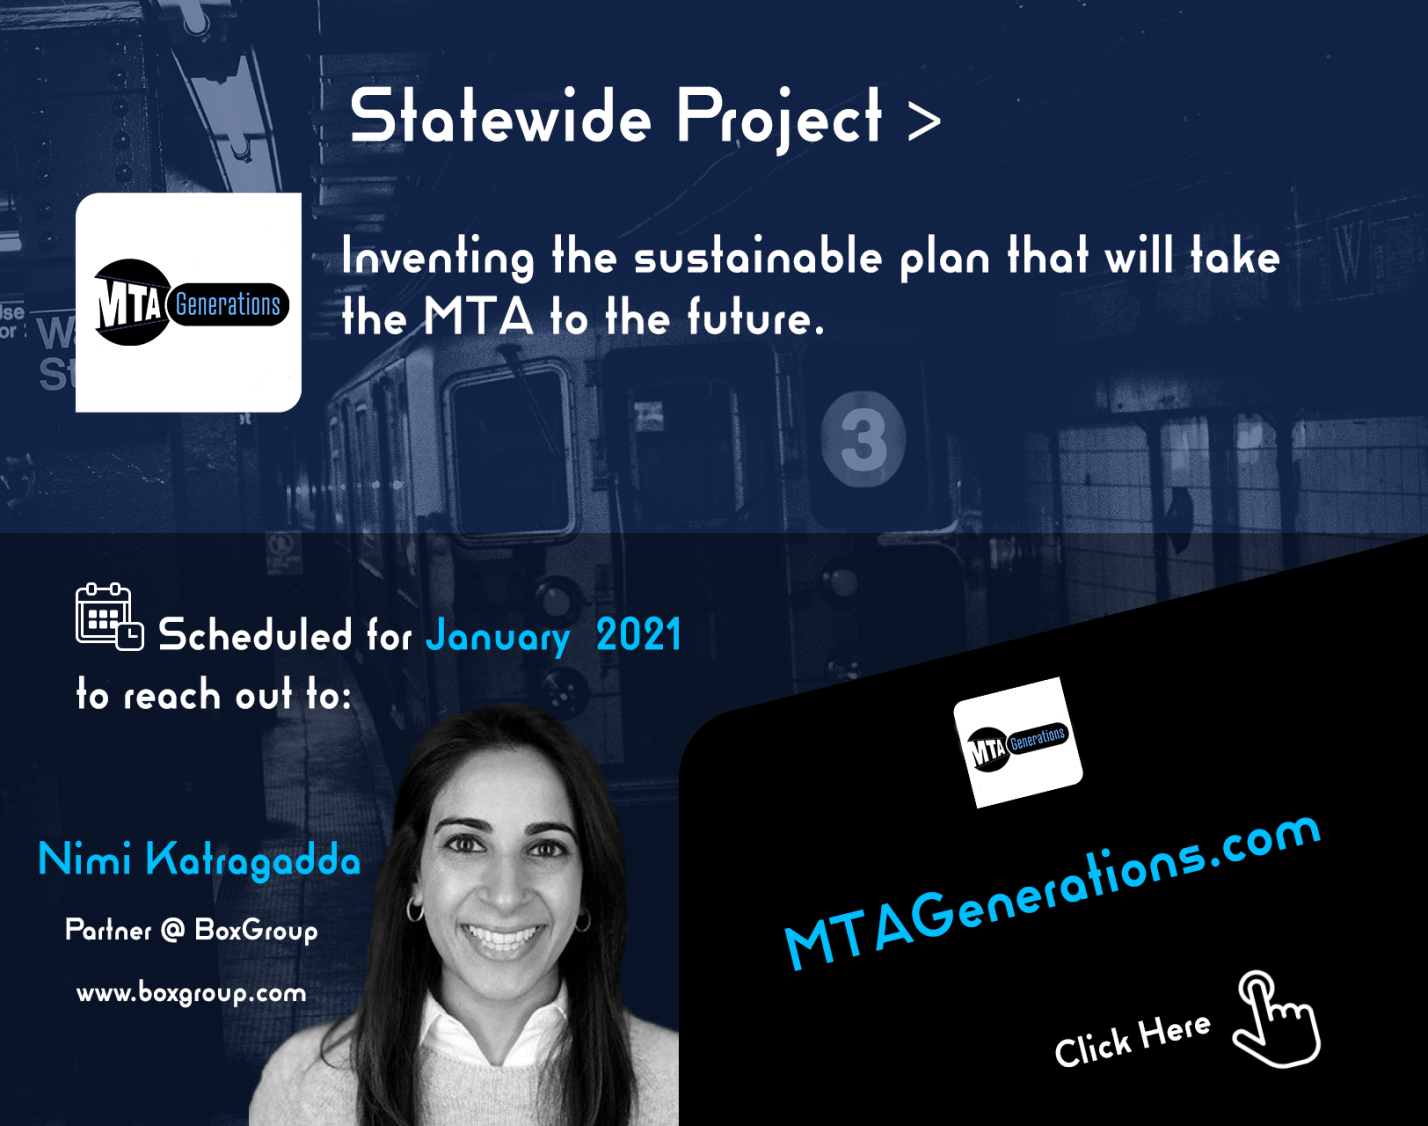 Statewide Project >
MTA Generations
Inventing the sustainable plan that will take
the MTA to the future.
W
St
3
W
Scheduled for January 2021
to reach out to:
Nimi Katragadda
Partner @ BoxGroup
www.boxgroup.com
MTA Generations
MTAGenerations.com
Click Here